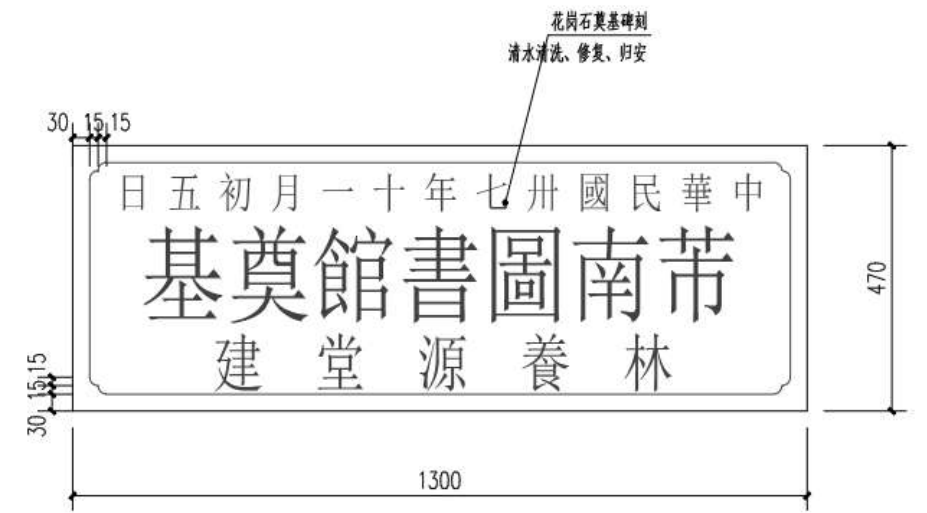 花岗石奠基碑刻
清水清洗、修复、归安
30 15 15
中華民國卅七年十一月初五日
芾南圖書館奠基
林養源堂建
470
30 15 15
1300